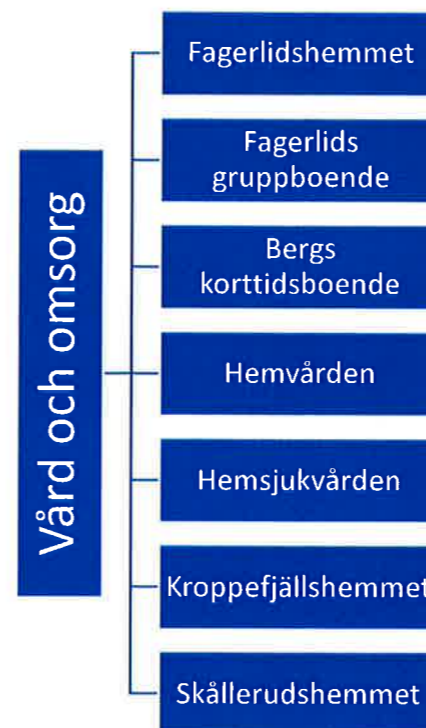 Vård och omsorg
Fagerlidshemmet
Fagerlids
gruppboende
Bergs
korttidsboende
Hemvården
Hemsjukvården
Kroppefjällshemmet
Skållerudshemmet